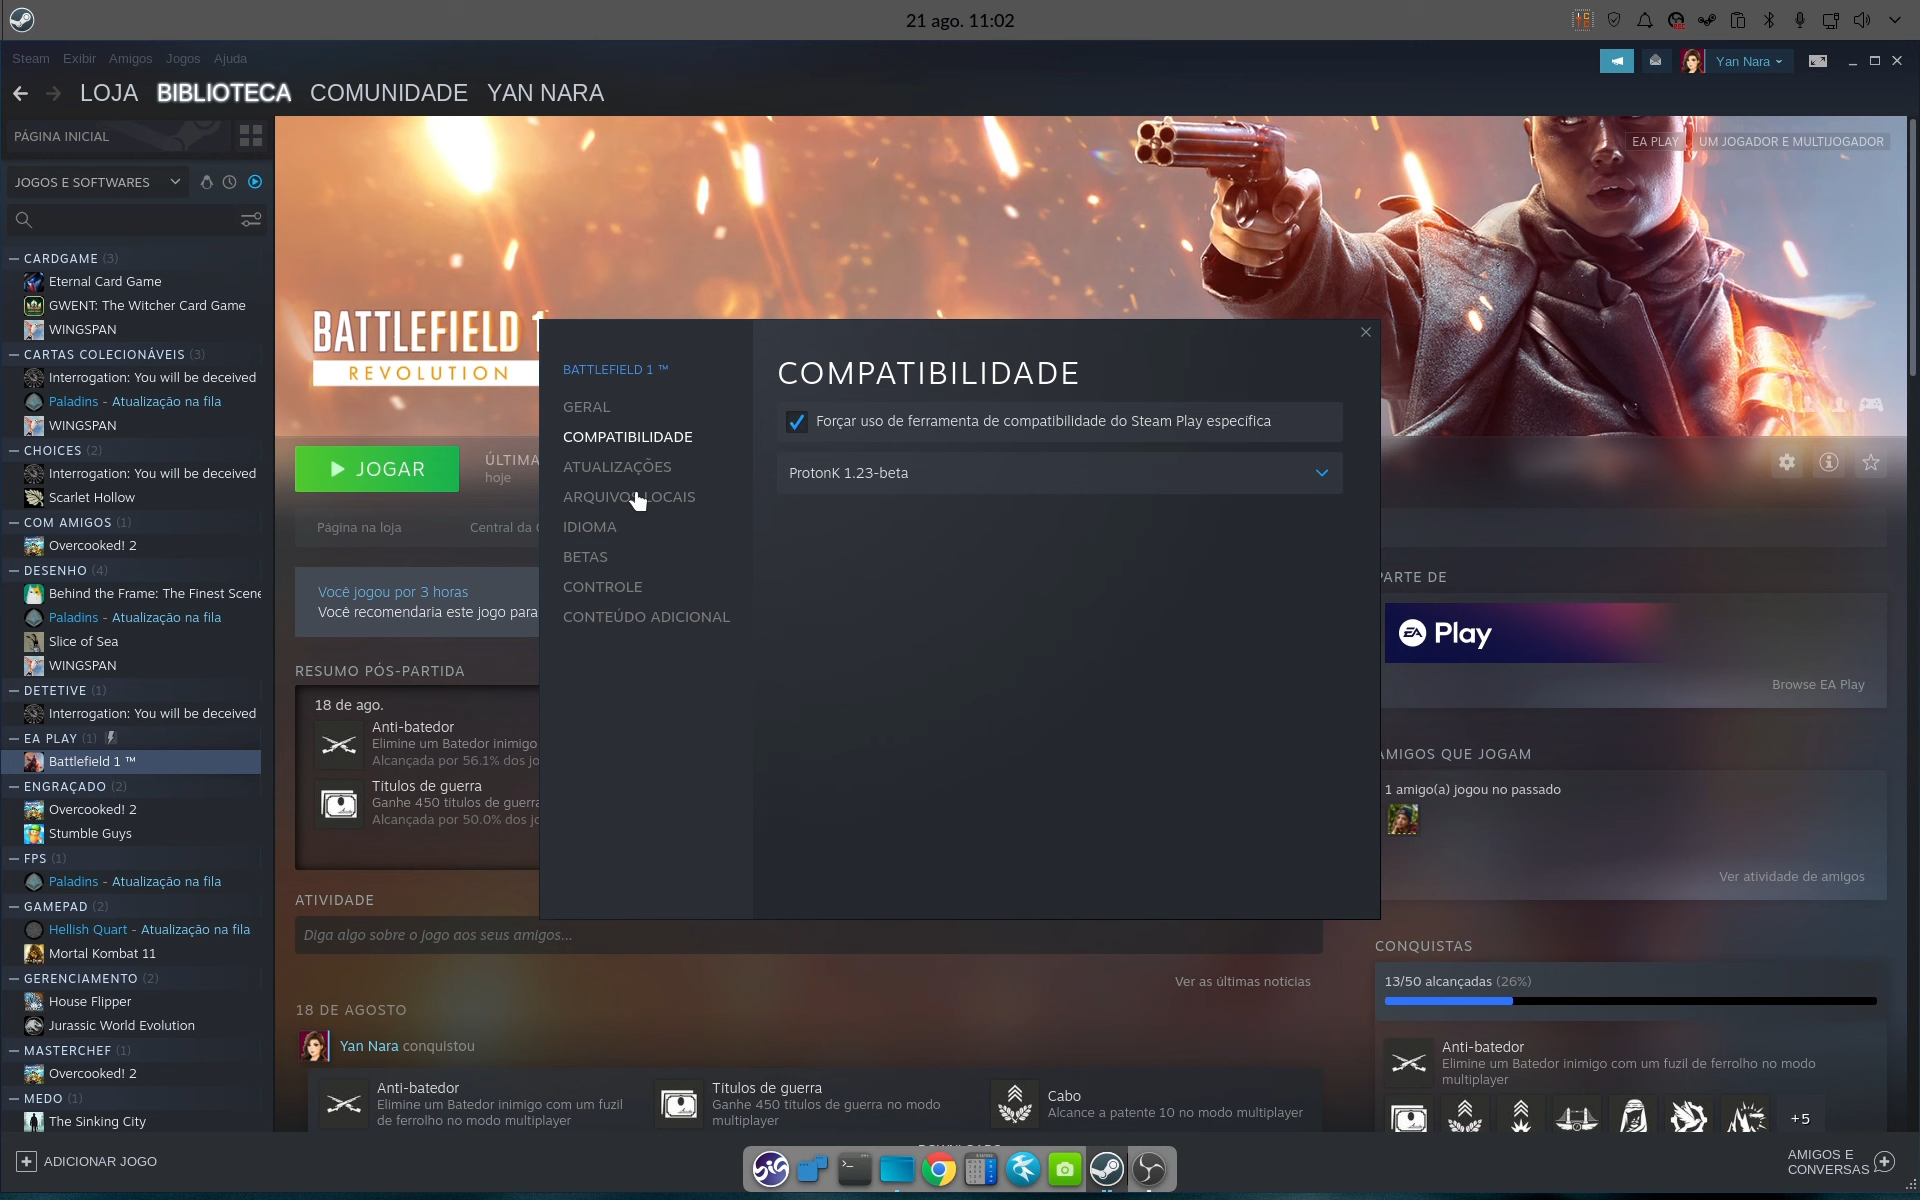 21 ago. 11:02
Steam Exibir Amigos Jogos Ajuda
Yan Nara
LOJA BIBLIOTECA COMUNIDADE YAN NARA
PÁGINA INICIAL
JOGOS E SOFTWARES
CARDGAME (3)
Eternal Card Game
GWENT: The Witcher Card Game
WINGSPAN
CARTAS COLECIONÁVEIS (3)
Interrogation: You will be deceived
Paladins - Atualização na fila
WINGSPAN
CHOICES (2)
Interrogation: You will be deceived
Scarlet Hollow
COM AMIGOS (1)
Overcooked! 2
DESENHO (4)
Behind the Frame: The Finest Scene
Paladins - Atualização na fila
Slice of Sea
WINGSPAN
DETETIVE (1)
Interrogation: You will be deceived
EA PLAY (1)
Battlefield 1 ™
ENGRAÇADO (2)
Overcooked! 2
Stumble Guys
FPS (1)
Paladins - Atualização na fila
GAMEPAD (2)
Hellish Quart - Atualização na fila
Mortal Kombat 11
GERENCIAMENTO (2)
House Flipper
Jurassic World Evolution
MASTERCHEF (1)
Overcooked! 2
MEDO (1)
The Sinking City
ADICIONAR JOGO
EA PLAY UM JOGADOR E MULTIJOGADOR
BATTLEFIELD 1
REVOLUTION
JOGAR
ÚLTIMA
hoje
Página na loja Central da
Você jogou por 3 horas
Você recomendaria este jogo para
RESUMO PÓS-PARTIDA
18 de ago.
Anti-batedor
Elimine um Batedor inimigo
Alcançada por 56.1% dos jo
Títulos de guerra
Ganhe 450 títulos de guerra
Alcançada por 50.0% dos jo
ATIVIDADE
Diga algo sobre o jogo aos seus amigos...
Ver as últimas notícias
18 DE AGOSTO
Yan Nara conquistou
Anti-batedor
Elimine um Batedor inimigo com um fuzil
de ferrolho no modo multiplayer
Títulos de guerra
Ganhe 450 títulos de guerra no modo
multiplayer
Cabo
Alcance a patente 10 no modo multiplayer
BATTLEFIELD 1 ™
GERAL
COMPATIBILIDADE
ATUALIZAÇÕES
ARQUIVOS LOCAIS
IDIOMA
BETAS
CONTROLE
CONTEÚDO ADICIONAL
COMPATIBILIDADE
Forçar uso de ferramenta de compatibilidade do Steam Play específica
ProtonK 1.23-beta
PARTE DE
EA Play
Browse EA Play
AMIGOS QUE JOGAM
1 amigo(a) jogou no passado
Ver atividade de amigos
CONQUISTAS
13/50 alcançadas (26%)
Anti-batedor
Elimine um Batedor inimigo com um fuzil de ferrolho no modo
multiplayer
+5
AMIGOS E
CONVERSAS